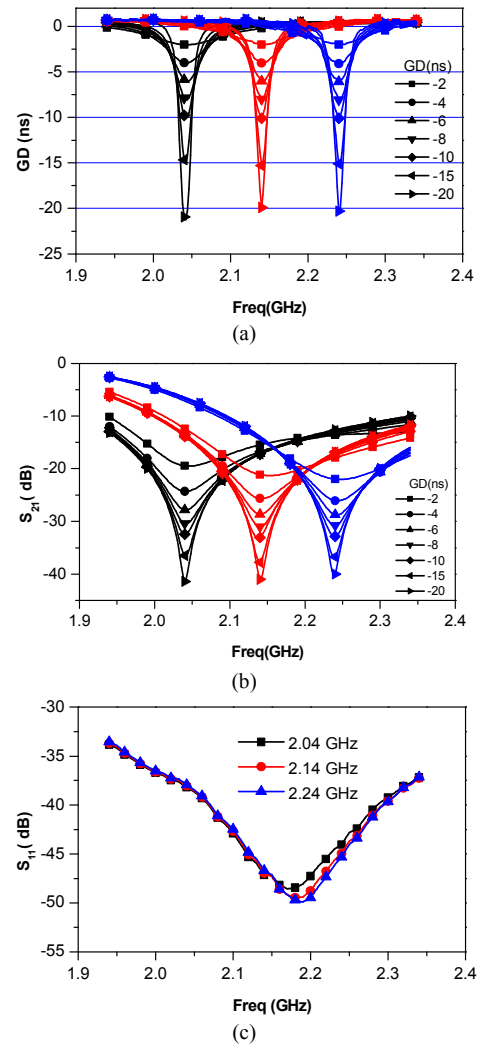 0
-5
-10
-15
-20
-25
GD (ns)
GD(ns)
-2
-4
-6
-8
-10
-15
-20
1.9 2.0 2.1 2.2 2.3 2.4
Freq(GHz)
(a)
0
-10
-20
-30
-40
S21( dB)
GD(ns)
-2
-4
-6
-8
-10
-15
-20
1.9 2.0 2.1 2.2 2.3 2.4
Freq(GHz)
(b)
-30
-35
-40
-45
-50
-55
S11( dB)
2.04 GHz
2.14 GHz
2.24 GHz
1.9 2.0 2.1 2.2 2.3 2.4
Freq (GHz)
(c)